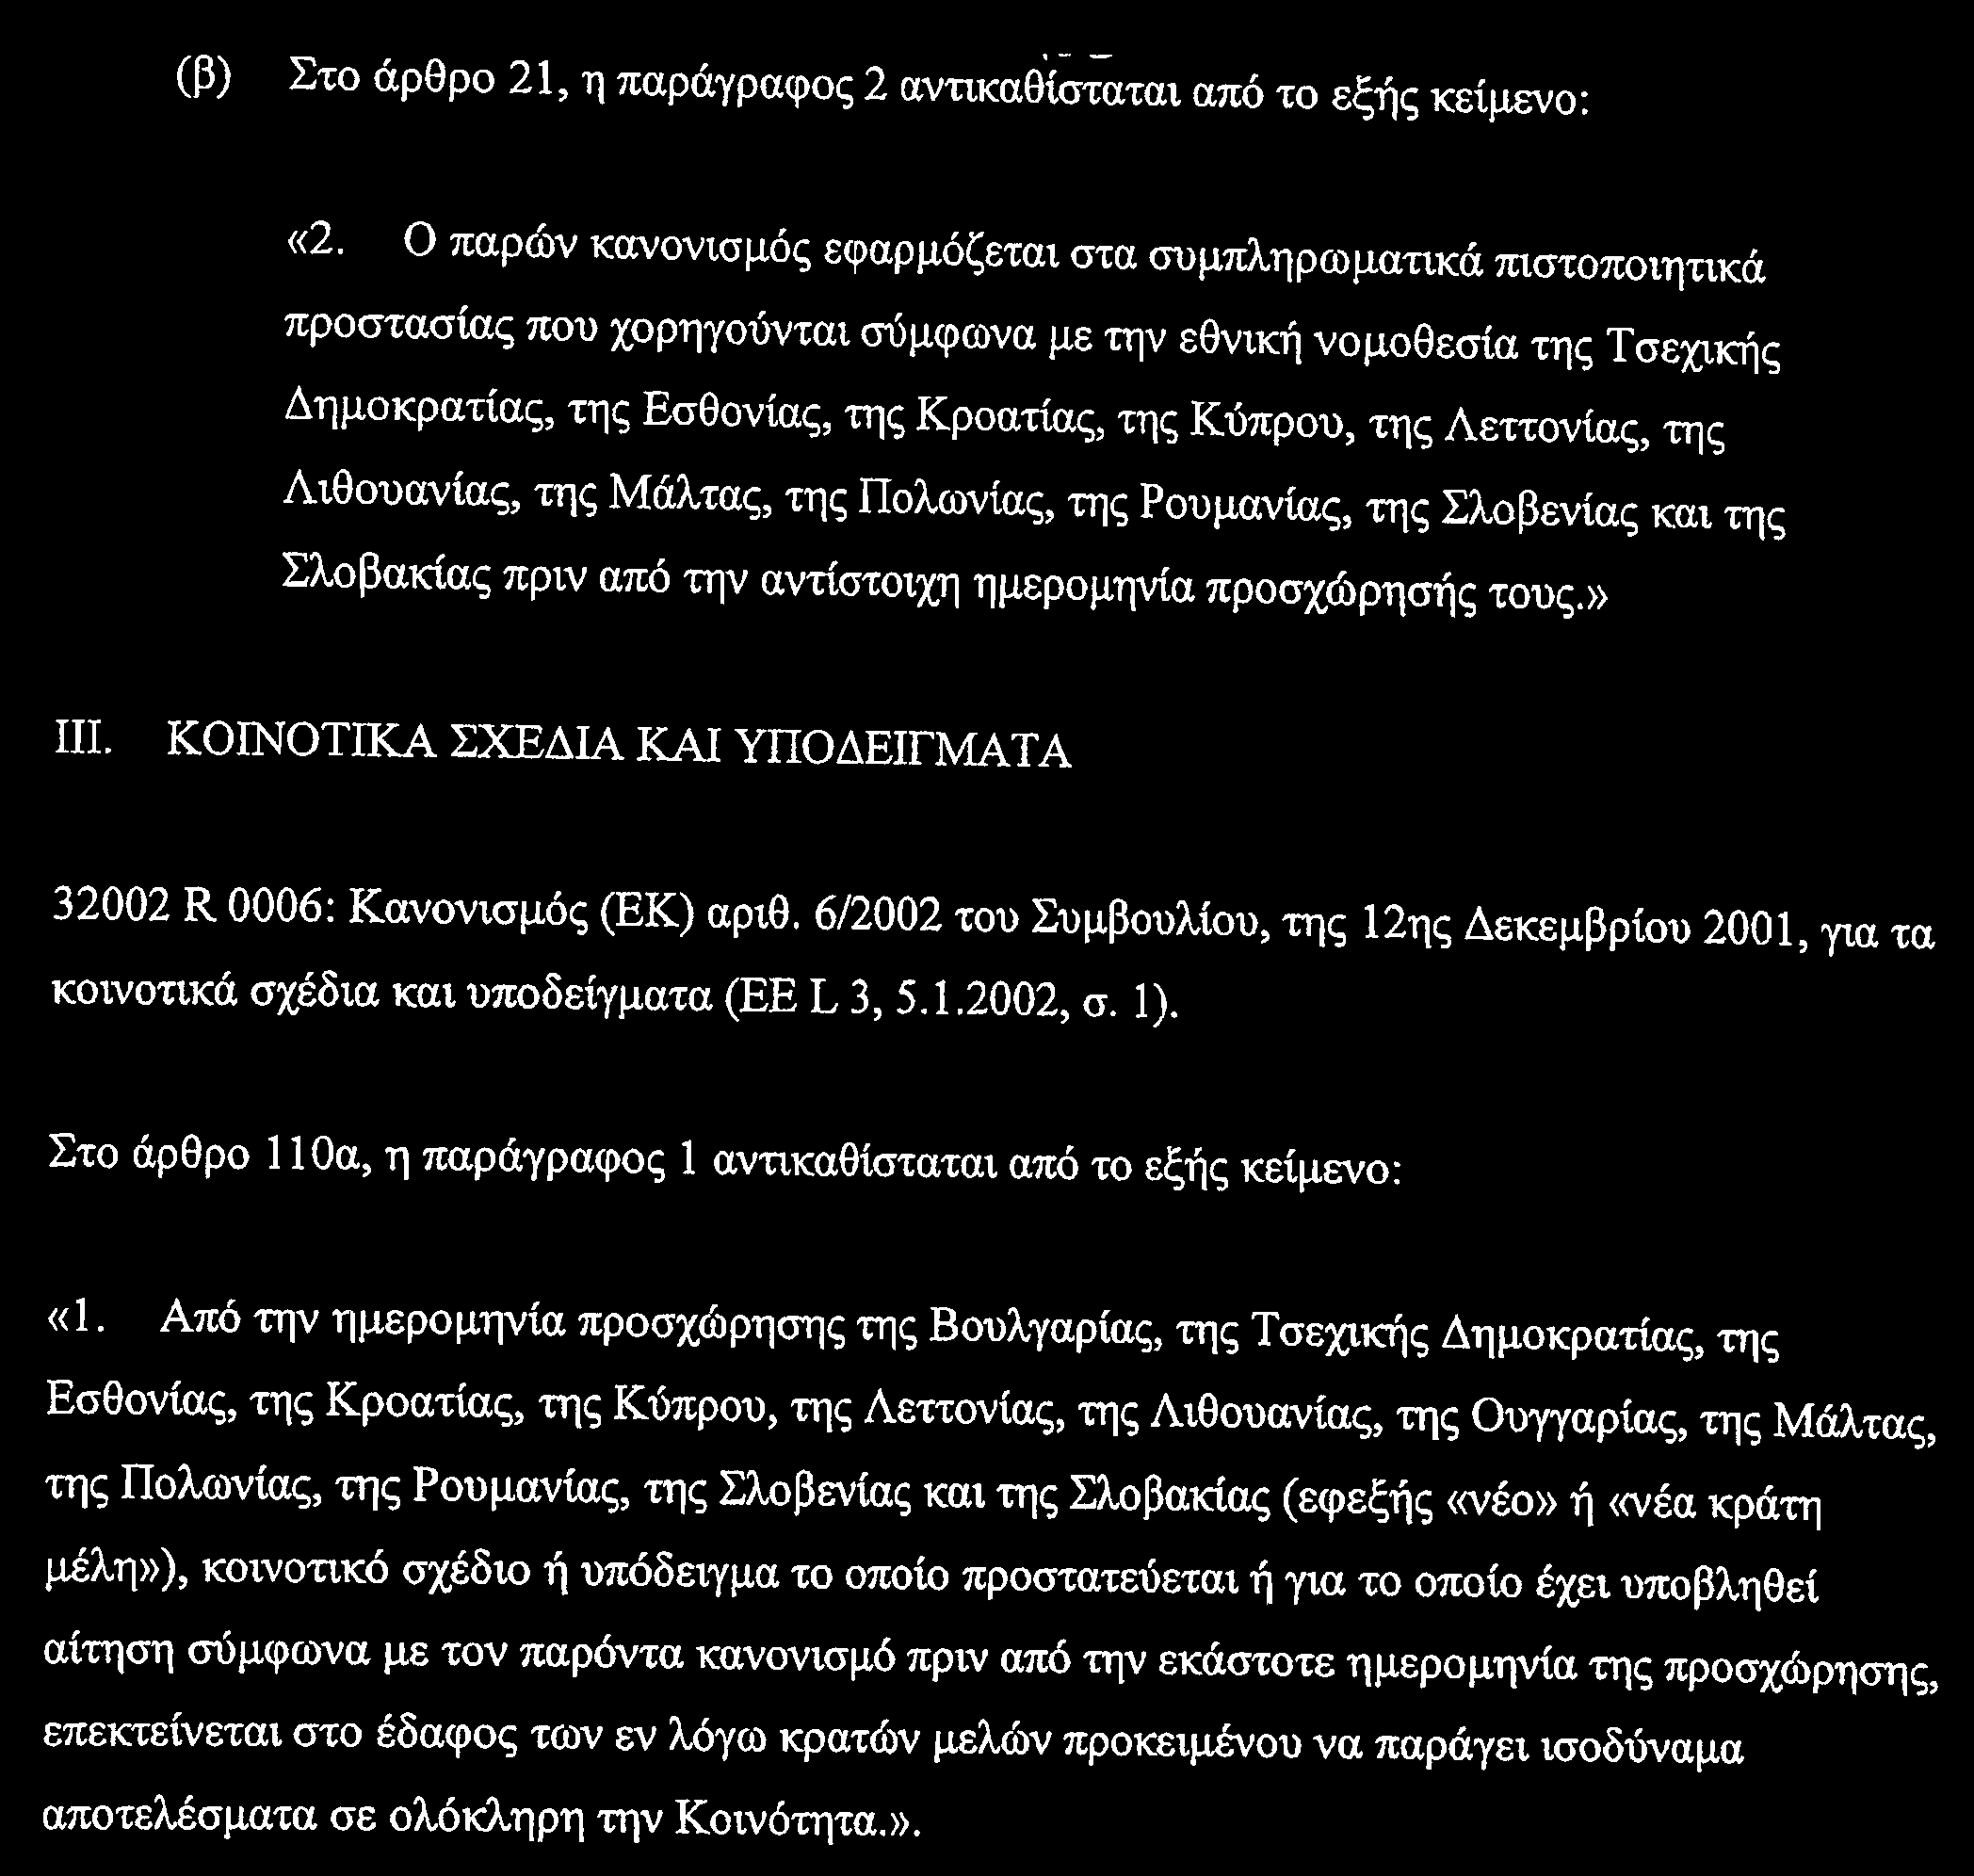 (β) Στο άρθρο 21, η παράγραφος 2 αντικαθίσταται από το εξής κείμενο:
«2. Ο παρών κανονισμός εφαρμόζεται στα συμπληρωματικά πιστοποιητικά
προστασίας που χορηγούνται σύμφωνα με την εθνική νομοθεσία της Τσεχικής
Δημοκρατίας, της Εσθονίας, της Κροατίας, της Κύπρου, της Λεττονίας, της
Λιθουανίας, της Μάλτας, της Πολωνίας, της Ρουμανίας, της Σλοβενίας και της
Σλοβακίας πριν από την αντίστοιχη ημερομηνία προσχώρησής τους.»
III. ΚΟΙΝΟΤΙΚΑ ΣΧΕΔΙΑ ΚΑΙ ΥΠΟΔΕΙΓΜΑΤΑ
32002 R 0006: Κανονισμός (ΕΚ) αριθ. 6/2002 του Συμβουλίου, της 12ης Δεκεμβρίου 2001, για τα
κοινοτικά σχέδια και υποδείγματα (ΕΕ L 3, 5.1.2002, σ. 1).
Στο άρθρο 110α, η παράγραφος 1 αντικαθίσταται από το εξής κείμενο:
«1. Από την ημερομηνία προσχώρησης της Βουλγαρίας, της Τσεχικής Δημοκρατίας, της
Εσθονίας, της Κροατίας, της Κύπρου, της Λεττονίας, της Λιθουανίας, της Ουγγαρίας, της Μάλτας,
της Πολωνίας, της Ρουμανίας, της Σλοβενίας και της Σλοβακίας (εφεξής «νέο» ή «νέα κράτη
μέλη»), κοινοτικό σχέδιο ή υπόδειγμα το οποίο προστατεύεται ή για το οποίο έχει υποβληθεί
αίτηση σύμφωνα με τον παρόντα κανονισμό πριν από την εκάστοτε ημερομηνία της προσχώρησης,
επεκτείνεται στο έδαφος των εν λόγω κρατών μελών προκειμένου να παράγει ισοδύναμα
αποτελέσματα σε ολόκληρη την Κοινότητα.».